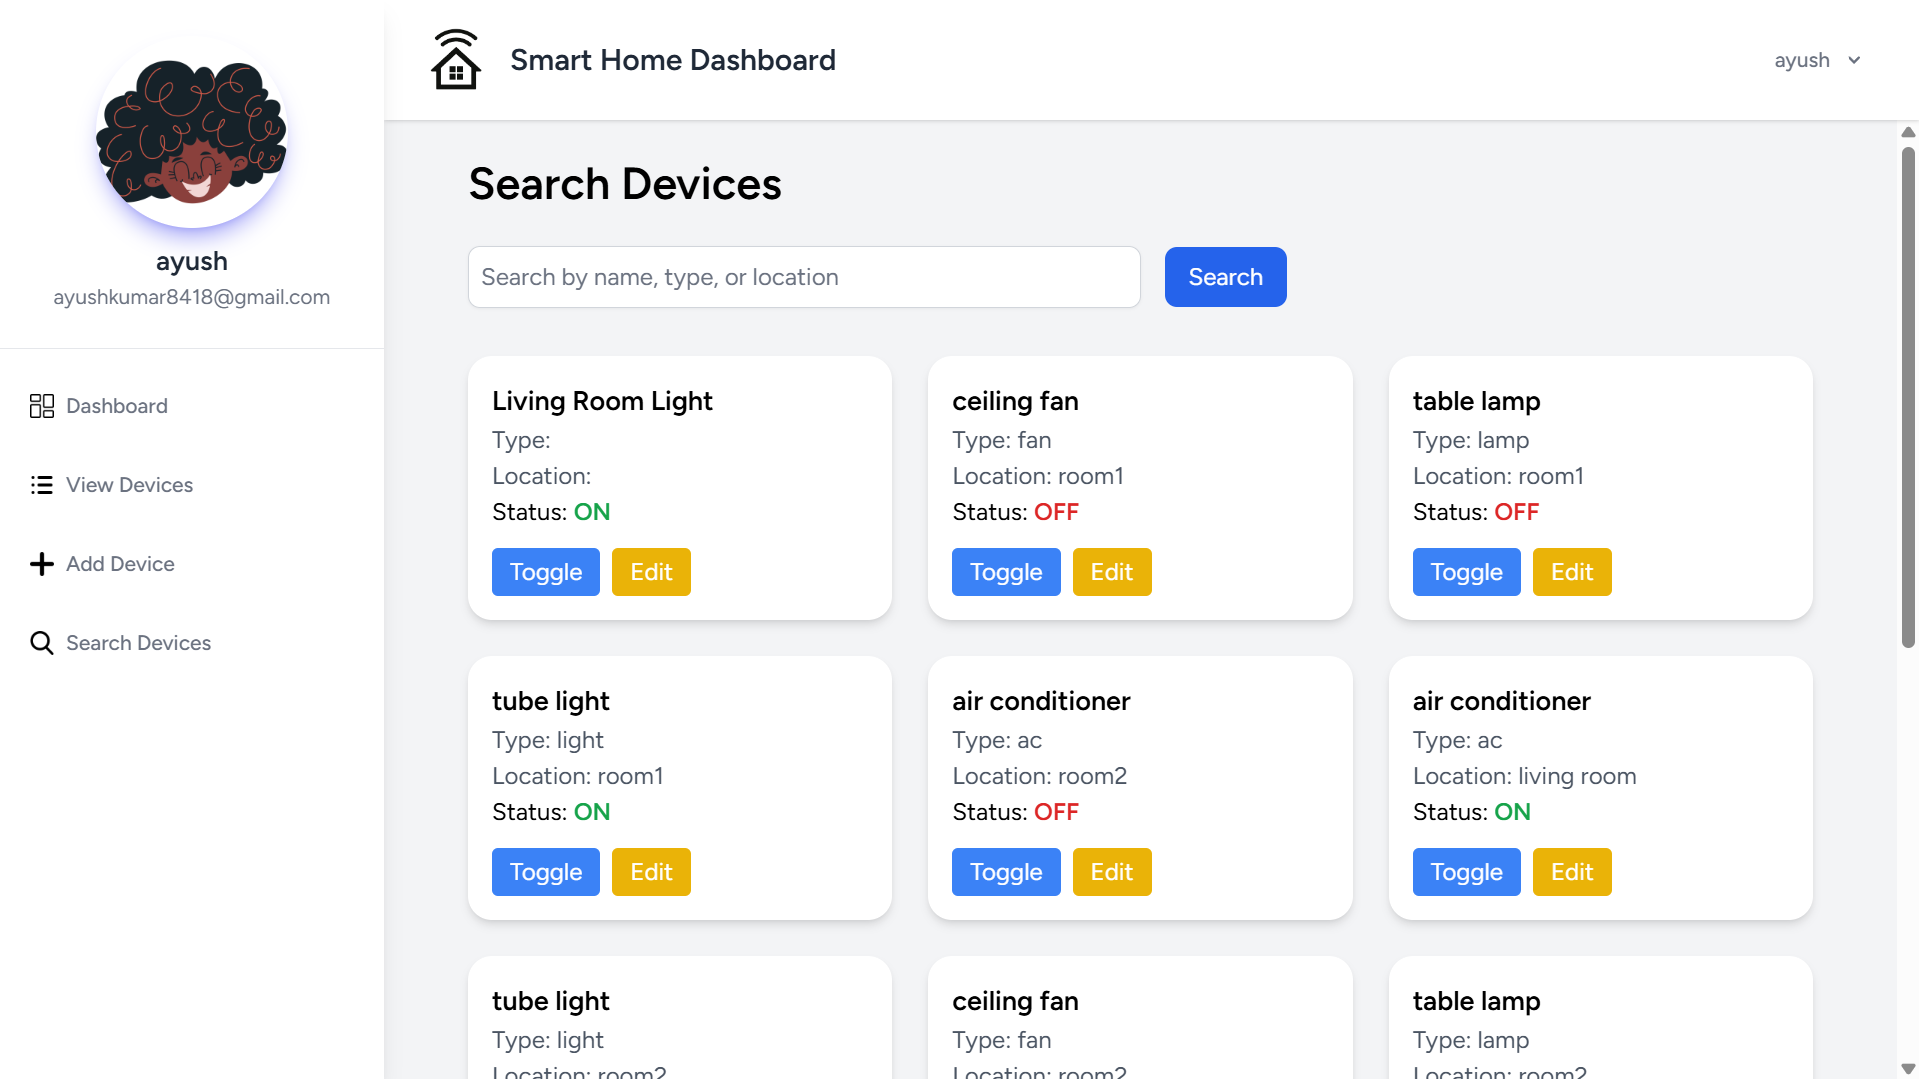 ayush
ayushkumar8418@gmail.com
Dashboard
View Devices
Add Device
Search Devices
Smart Home Dashboard
ayush
Search Devices
Search by name, type, or location
Search
Living Room Light
Type:
Location:
Status: ON
Toggle Edit
ceiling fan
Type: fan
Location: room1
Status: OFF
Toggle Edit
table lamp
Type: lamp
Location: room1
Status: OFF
Toggle Edit
tube light
Type: light
Location: room1
Status: ON
Toggle Edit
air conditioner
Type: ac
Location: room2
Status: OFF
Toggle Edit
air conditioner
Type: ac
Location: living room
Status: ON
Toggle Edit
tube light
Type: light
Location: room2
ceiling fan
Type: fan
Location: room2
table lamp
Type: lamp
Location: room2